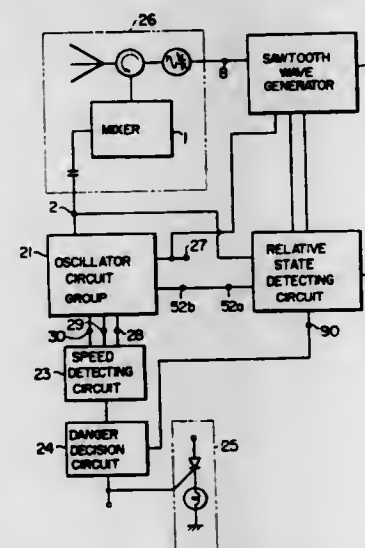 26
8
SAWTOOTH
WAVE
GENERATOR
MIXER
1
2
27
21
OSCILLATOR
CIRCUIT
GROUP
RELATIVE
STATE
DETECTING
CIRCUIT
52b
52a
30
29
28
90
23
SPEED
DETECTING
CIRCUIT
24
DANGER
DECISION
CIRCUIT
25